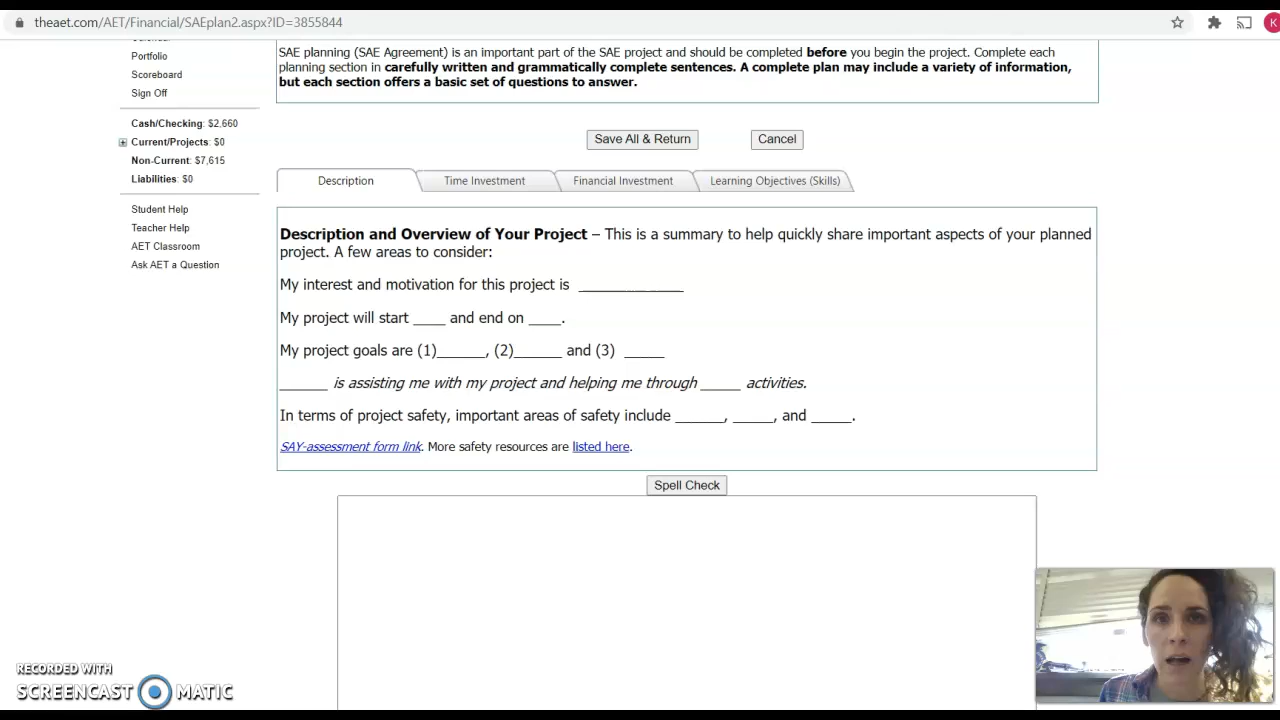 theaet.com/AET/Financial/SAEplan2.aspx?ID=3855844
K
Portfolio
Scoreboard
Sign Off
Cash/Checking: $2,660
Current/Projects: $0
Non-Current: $7,615
Liabilities: $0
Student Help
Teacher Help
AET Classroom
Ask AET a Question
SAE planning (SAE Agreement) is an important part of the SAE project and should be completed before you begin the project. Complete each
planning section in carefully written and grammatically complete sentences. A complete plan may include a variety of information,
but each section offers a basic set of questions to answer.
Save All & Return Cancel
Description Time Investment Financial Investment Learning Objectives (Skills)
Description and Overview of Your Project – This is a summary to help quickly share important aspects of your planned
project. A few areas to consider:
My interest and motivation for this project is _____________
My project will start ____ and end on ____.
My project goals are (1)______, (2)______ and (3) _____
______ is assisting me with my project and helping me through _____ activities.
In terms of project safety, important areas of safety include ______, _____, and _____.
SAY-assessment form link. More safety resources are listed here.
Spell Check
RECORDED WITH
SCREENCAST MATIC